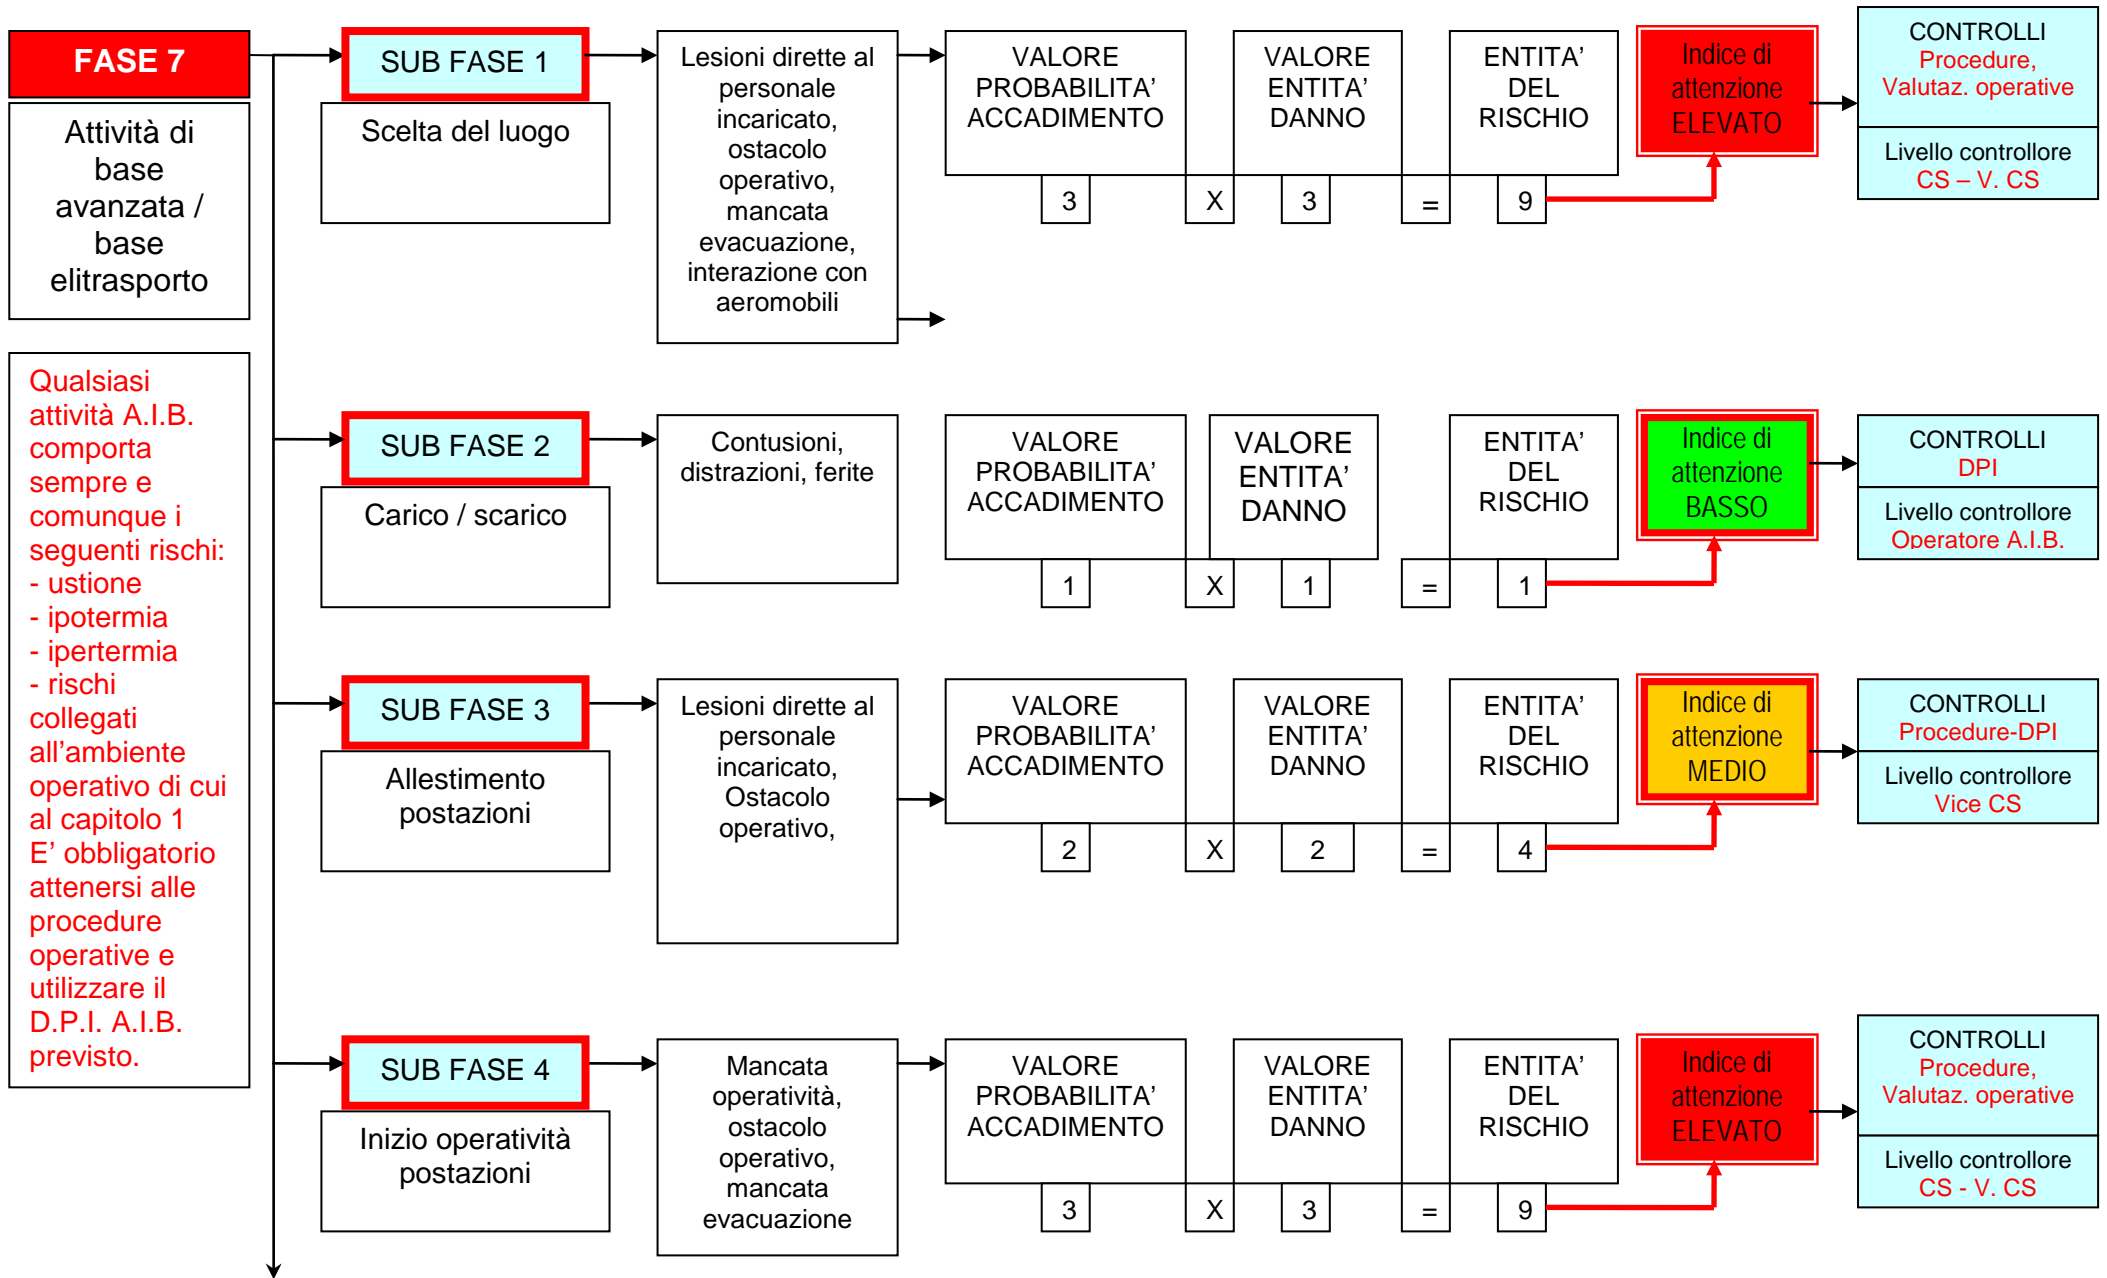 FASE 7
Attività di
base
avanzata /
base
elitrasporto
Qualsiasi
attività A.I.B.
comporta
sempre e
comunque i
seguenti rischi:
- ustione
- ipotermia
- ipertermia
- rischi
collegati
all’ambiente
operativo di cui
al capitolo 1
E’ obbligatorio
attenersi alle
procedure
operative e
utilizzare il
D.P.I. A.I.B.
previsto.
SUB FASE 1
Scelta del luogo
Lesioni dirette al
personale
incaricato,
ostacolo
operativo,
mancata
evacuazione,
interazione con
aeromobili
VALORE
PROBABILITA’
ACCADIMENTO
3
X
VALORE
ENTITA’
DANNO
3
=
ENTITA’
DEL
RISCHIO
9
Indice di
attenzione
ELEVATO
CONTROLLI
Procedure,
Valutaz. operative
Livello controllore
CS – V. CS
SUB FASE 2
Carico / scarico
Contusioni,
distrazioni, ferite
VALORE
PROBABILITA’
ACCADIMENTO
1
X
VALORE
ENTITA’
DANNO
1
=
ENTITA’
DEL
RISCHIO
1
Indice di
attenzione
BASSO
CONTROLLI
DPI
Livello controllore
Operatore A.I.B.
SUB FASE 3
Allestimento
postazioni
Lesioni dirette al
personale
incaricato,
Ostacolo
operativo,
VALORE
PROBABILITA’
ACCADIMENTO
2
X
VALORE
ENTITA’
DANNO
2
=
ENTITA’
DEL
RISCHIO
4
Indice di
attenzione
MEDIO
CONTROLLI
Procedure-DPI
Livello controllore
Vice CS
SUB FASE 4
Inizio operatività
postazioni
Mancata
operatività,
ostacolo
operativo,
mancata
evacuazione
VALORE
PROBABILITA’
ACCADIMENTO
3
X
VALORE
ENTITA’
DANNO
3
=
ENTITA’
DEL
RISCHIO
9
Indice di
attenzione
ELEVATO
CONTROLLI
Procedure,
Valutaz. operative
Livello controllore
CS - V. CS